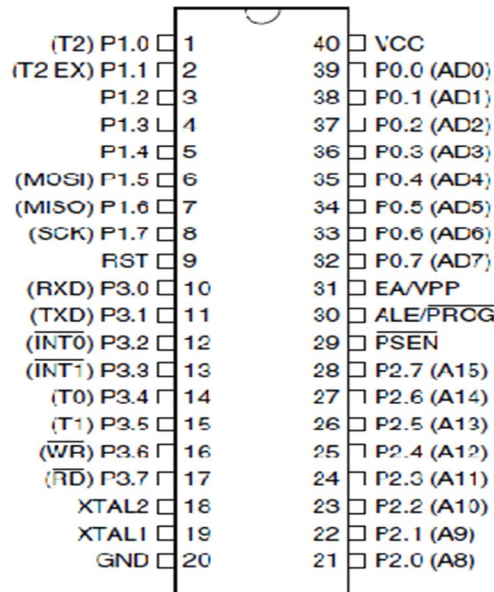 (T2) P1.0 1 40 VCC
(T2 EX) P1.1 2 39 P0.0 (AD0)
P1.2 3 38 P0.1 (AD1)
P1.3 4 37 P0.2 (AD2)
P1.4 5 36 P0.3 (AD3)
(MOSI) P1.5 6 35 P0.4 (AD4)
(MISO) P1.6 7 34 P0.5 (AD5)
(SCK) P1.7 8 33 P0.6 (AD6)
RST 9 32 P0.7 (AD7)
(RXD) P3.0 10 31 EA/VPP
(TXD) P3.1 11 30 ALE/PROG
(INT0) P3.2 12 29 PSEN
(INT1) P3.3 13 28 P2.7 (A15)
(T0) P3.4 14 27 P2.6 (A14)
(T1) P3.5 15 26 P2.5 (A13)
(WR) P3.6 16 25 P2.4 (A12)
(RD) P3.7 17 24 P2.3 (A11)
XTAL2 18 23 P2.2 (A10)
XTAL1 19 22 P2.1 (A9)
GND 20 21 P2.0 (A8)